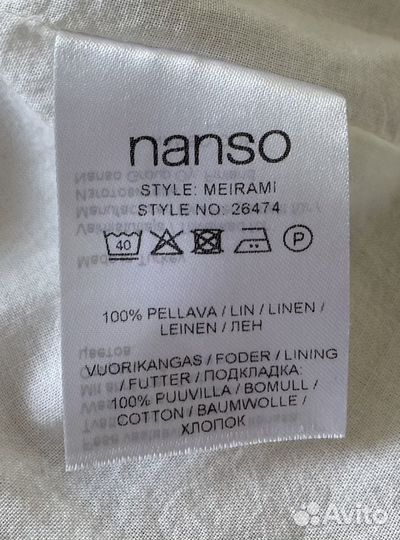 nanso
STYLE: MEIRAMI
STYLE NO. 26474
40 P
100% PELLAVA / LIN / LINEN /
LEINEN / ЛЕН
VUORIKANGAS / FODER / LINING
/ FUTTER / ПОДКЛАДКА:
100% PUUVILLA / BOMULL /
COTTON / BAUMWOLLE /
ХЛОПОК
Avito